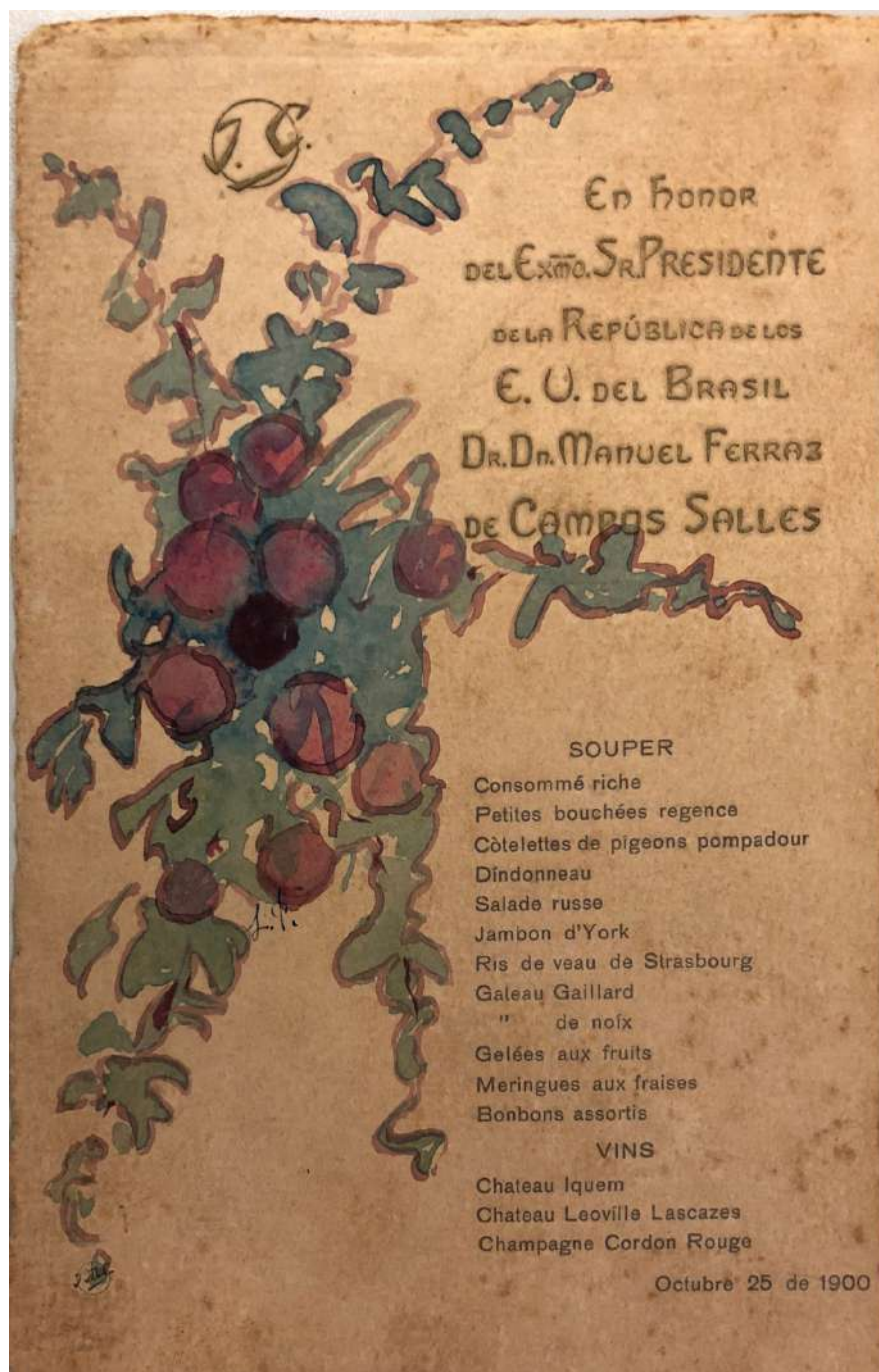 J. C.
En Honor
del Exmo. Sr. Presidente
de la República de los
E. U. del Brasil
Dr. Dn. Manuel Ferraz
de Campos Salles
SOUPER
Consommé riche
Petites bouchées regence
Còtelettes de pigeons pompadour
Dindonneau
Salade russe
Jambon d'York
Ris de veau de Strasbourg
Gateau Gaillard
" de noix
Gelées aux fruits
Meringues aux fraises
Bonbons assortis
VINS
Chateau Iquem
Chateau Leoville Lascazes
Champagne Cordon Rouge
Octubre 25 de 1900